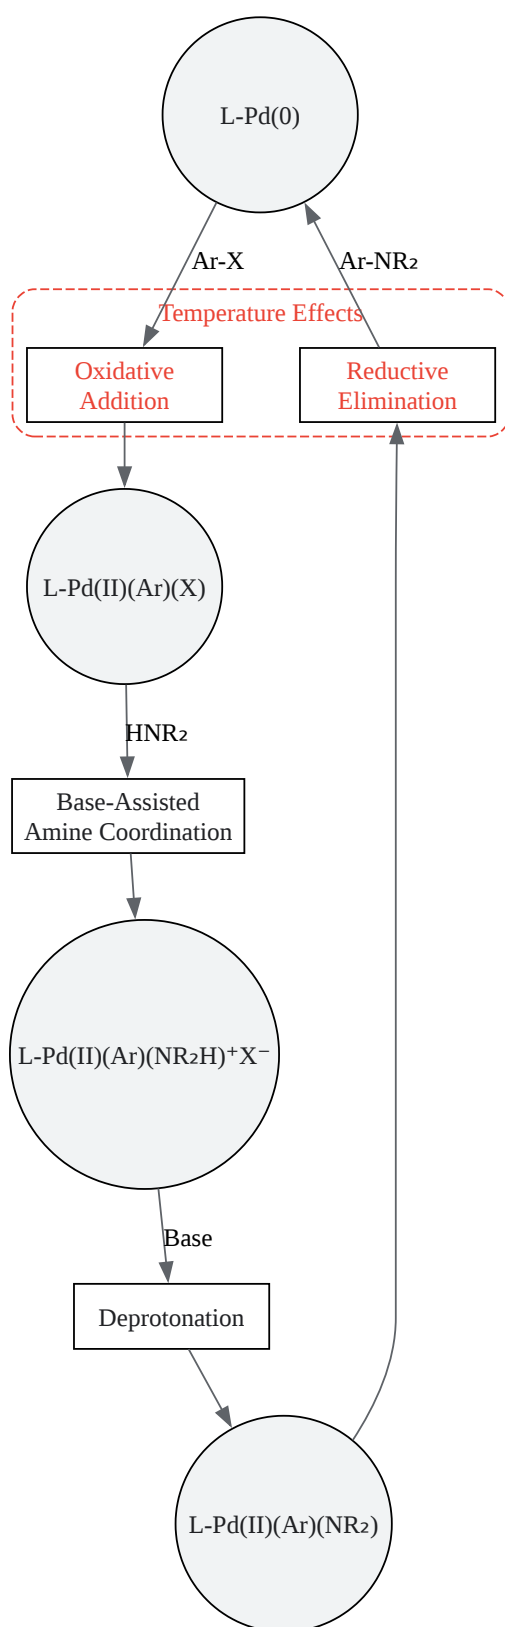 L-Pd(0)
Ar-X
Ar-NR₂
Temperature Effects
Oxidative
Addition
Reductive
Elimination
L-Pd(II)(Ar)(X)
HNR₂
Base-Assisted
Amine Coordination
L-Pd(II)(Ar)(NR₂H)⁺X⁻
Base
Deprotonation
L-Pd(II)(Ar)(NR₂)